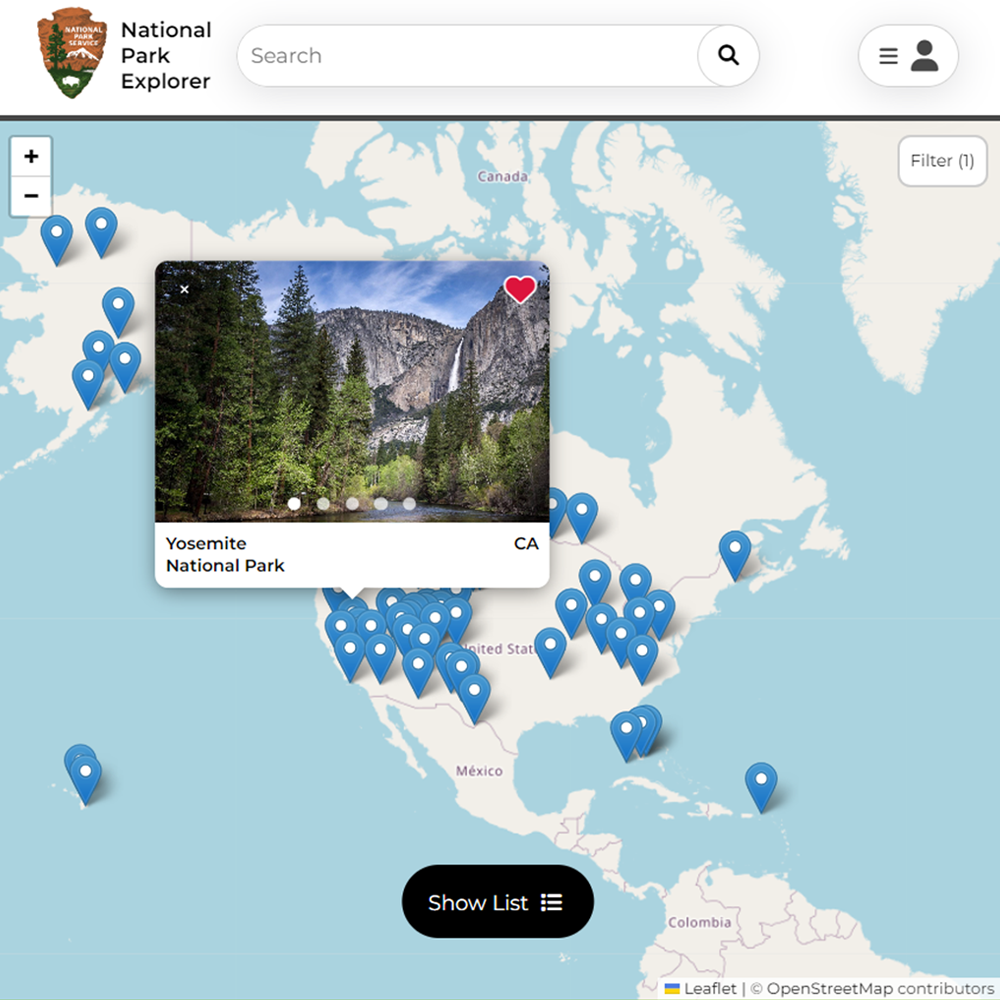 NATIONAL
PARK
SERVICE
National
Park
Explorer
Search
+
−
Filter (1)
Canada
×
Yosemite
National Park
CA
United Stat
México
Show List
Colombia
Leaflet | © OpenStreetMap contributors